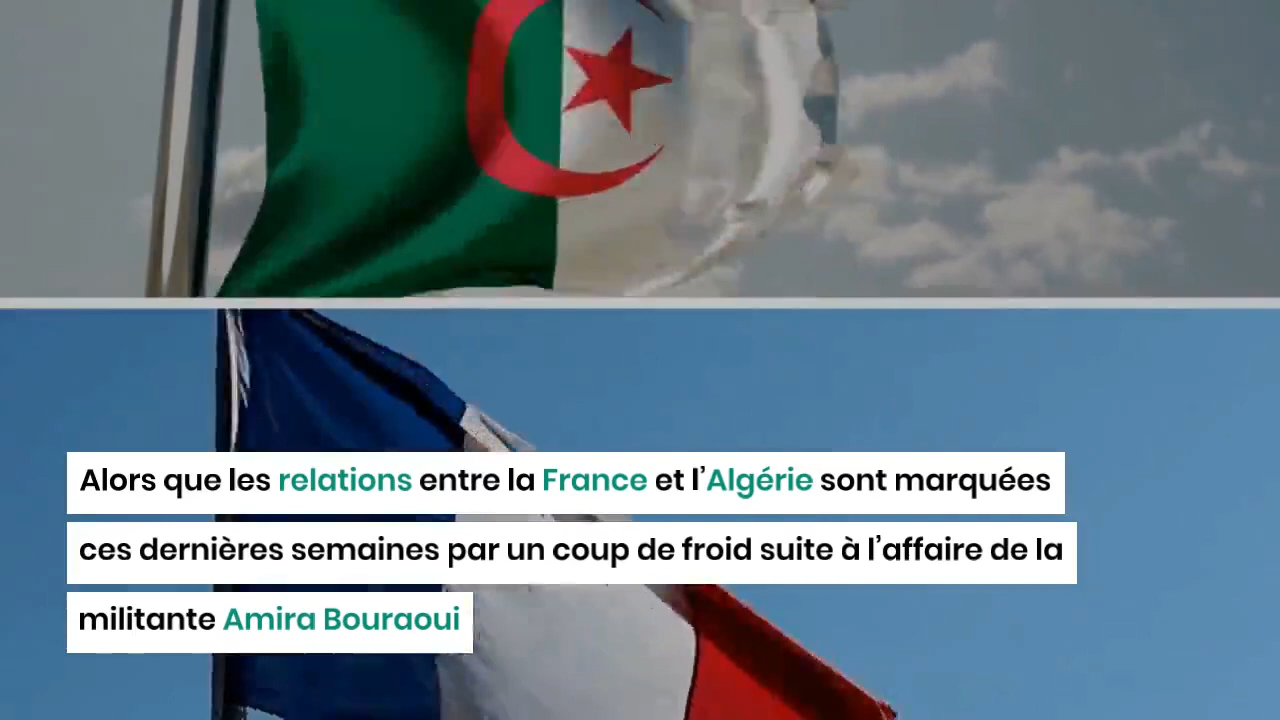 Alors que les relations entre la France et l’Algérie sont marquées
ces dernières semaines par un coup de froid suite à l’affaire de la
militante Amira Bouraoui